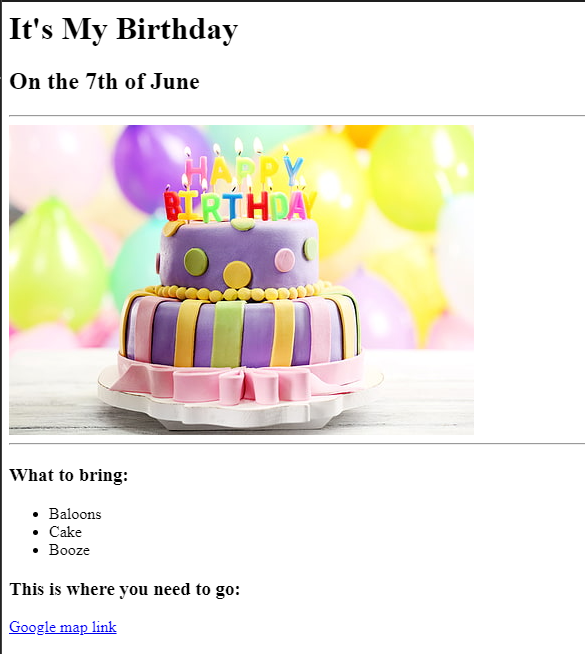 It's My Birthday
On the 7th of June
HAPPY
BIRTHDAY
What to bring:
Baloons
Cake
Booze
This is where you need to go:
Google map link